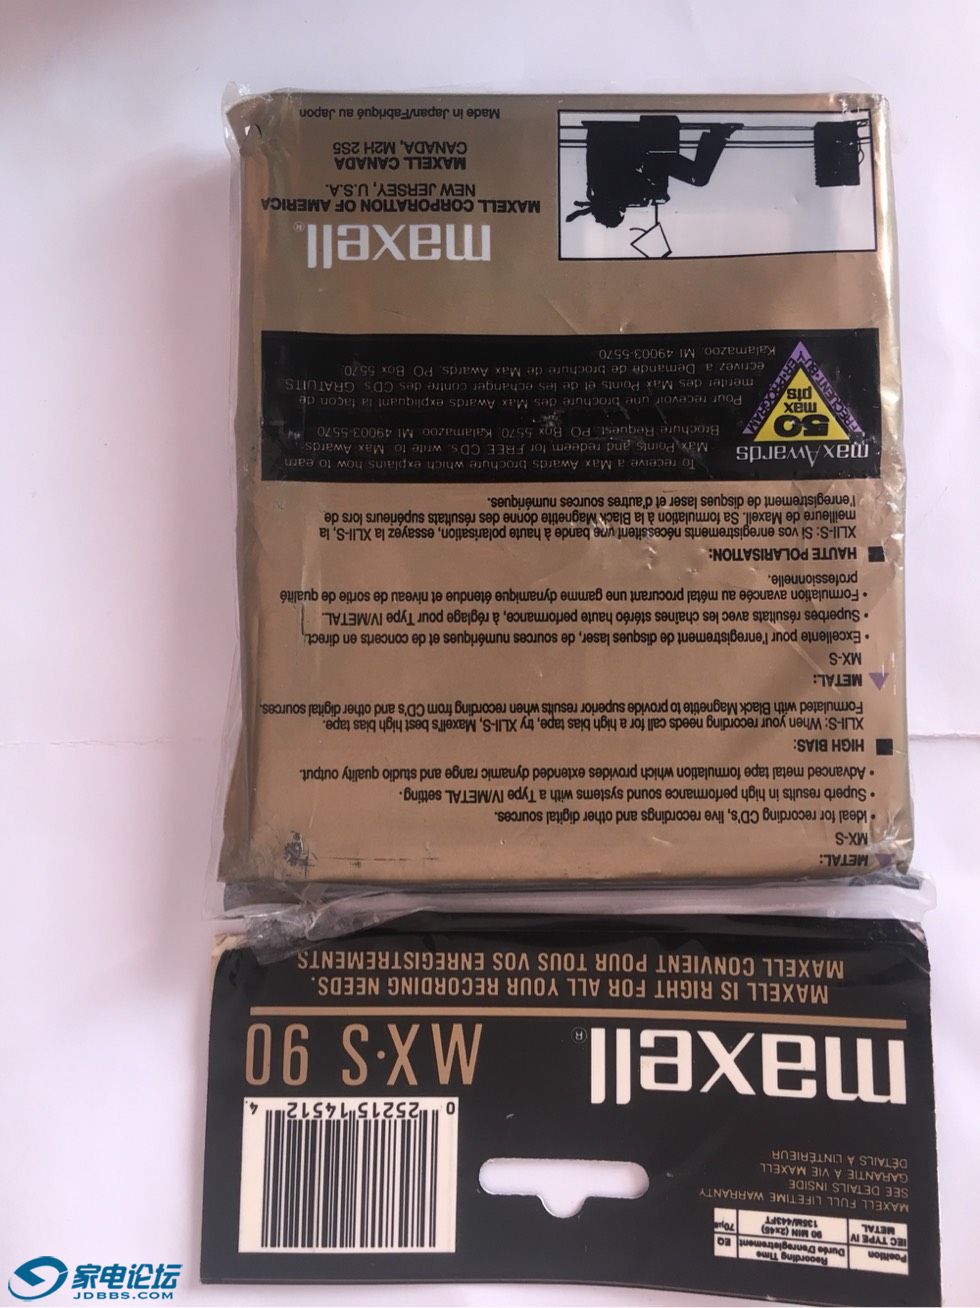 Position
Recording Time
Durée D'enregistrement
EQ
IEC TYPE IV
METAL
90 MIN (2x45)
135M/443FT
70µs
MAXELL FULL LIFETIME WARRANTY
SEE DETAILS INSIDE
GARANTIE A VIE MAXELL
DÉTAILS À L'INTÉRIEUR
0 25215 14512 4
maxell®
MX·S 90
MAXELL IS RIGHT FOR ALL YOUR RECORDING NEEDS.
MAXELL CONVIENT POUR TOUS VOS ENREGISTREMENTS
METAL:
MX-S
• Ideal for recording CD's, live recordings and other digital sources.
• Superb results in high performance sound systems with a Type IV/METAL setting.
• Advanced metal tape formulation which provides extended dynamic range and studio quality output.
HIGH BIAS:
XLII-S: When your recording needs call for a high bias tape, try XLII-S, Maxell's best high bias tape.
Formulated with Black Magnetite to provide superior results when recording from CD's and other digital sources.
METAL:
MX-S
• Excellente pour l'enregistrement de disques laser, de sources numériques et de concerts en direct.
• Superbes résultats avec les chaînes stéréo haute performance, à réglage pour Type IV/METAL.
• Formulation avancée au métal procurant une gamme dynamique étendue et niveau de sortie de qualité
professionnelle.
HAUTE POLARISATION:
XLII-S: Si vos enregistrements nécessitent une bande à haute polarisation, essayez la XLII-S, la
meilleure de Maxell. Sa formulation à la Black Magnetite donne des résultats supérieurs lors de
l'enregistrement de disques laser et d'autres sources numériques.
maxAwards
50
max
pts
FREQUENT-BUYER-PROGRAM
To receive a Max Awards brochure which explains how to earn
Max Points and redeem for FREE CD's, write to Max Awards
Brochure Request, P.O. Box 5570, Kalamazoo, MI 49003-5570
Pour recevoir une brochure des Max Awards expliquant la façon de
mériter des Max Points et de les échanger contre des CDs GRATUITS
écrivez à Demande de brochure de Max Awards, P.O. Box 5570
Kalamazoo, MI 49003-5570
maxell®
MAXELL CORPORATION OF AMERICA
NEW JERSEY, U.S.A.
MAXELL CANADA
CANADA, M2H 2S5
Made in Japan/Fabriqué au Japon
家电论坛
JDBBS.COM